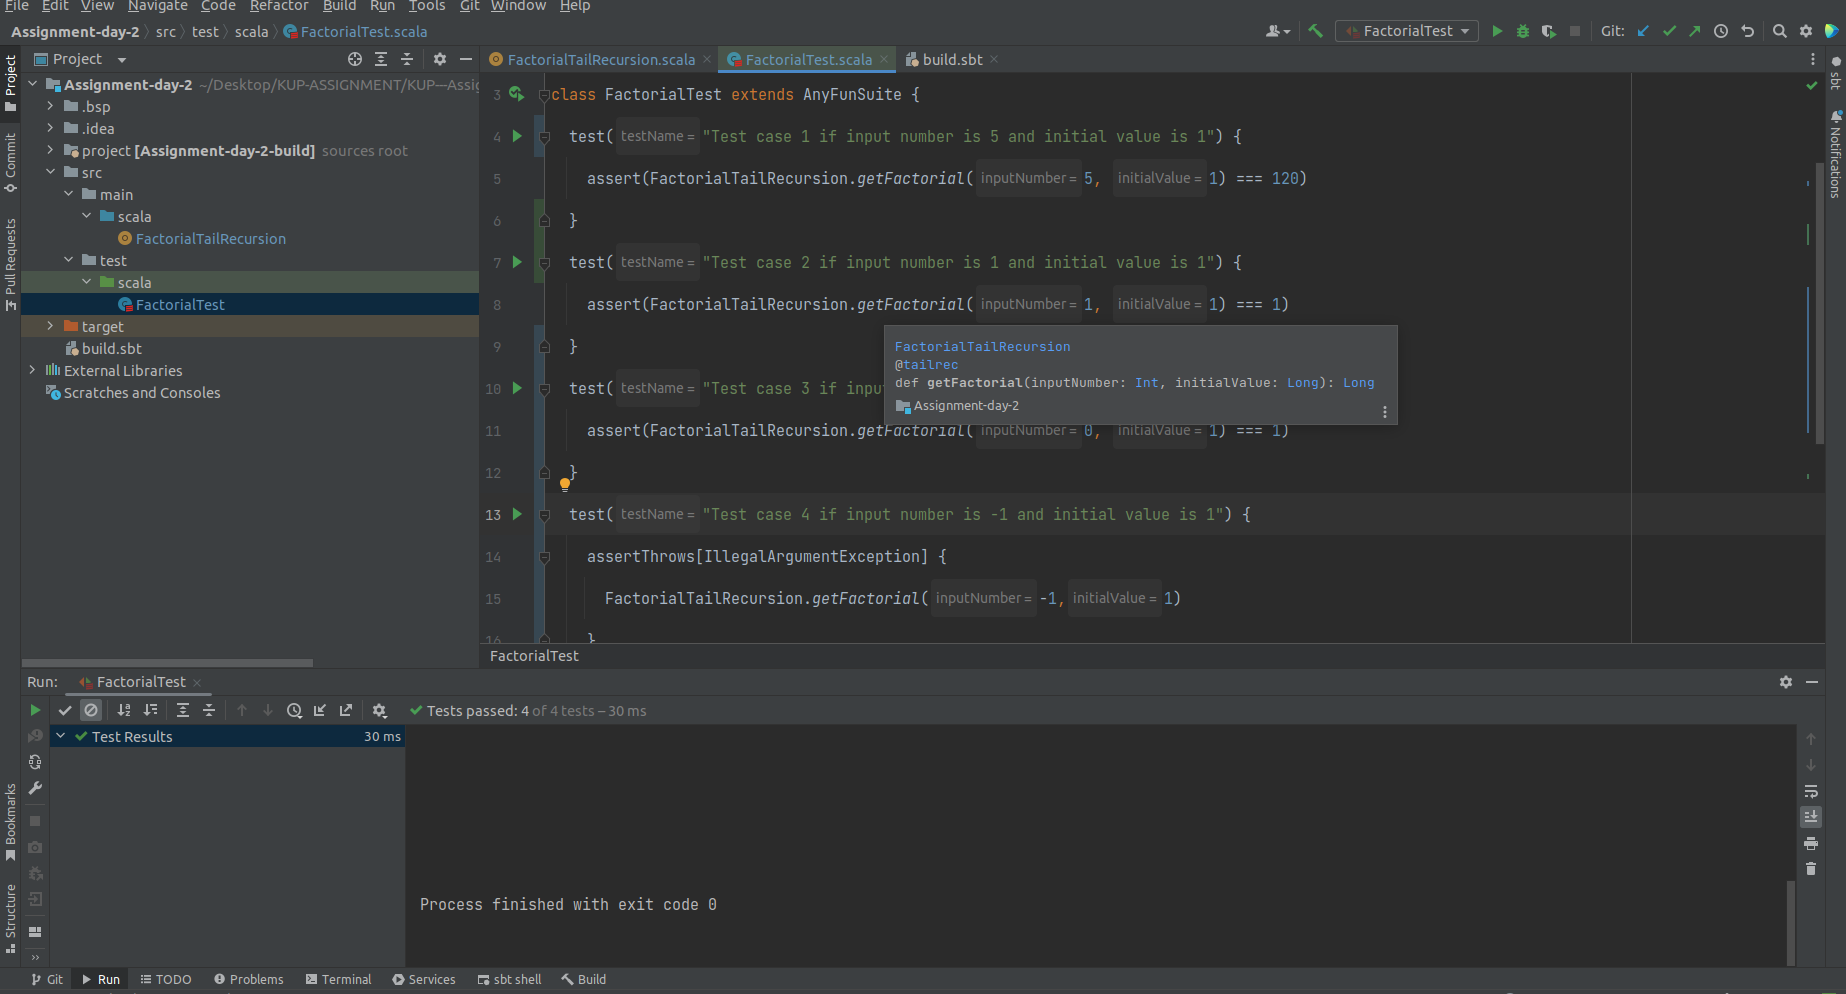 File Edit View Navigate Code Refactor Build Run Tools Git Window Help
Assignment-day-2 src test scala FactorialTest.scala FactorialTest Git:
Project
FactorialTailRecursion.scala FactorialTest.scala build.sbt
Assignment-day-2 ~/Desktop/KUP-ASSIGNMENT/KUP—Assig
.bsp
.idea
project [Assignment-day-2-build] sources root
src
main
scala
FactorialTailRecursion
test
scala
FactorialTest
target
build.sbt
External Libraries
Scratches and Consoles
Project
Commit
Pull Requests
Bookmarks
Structure
3 class FactorialTest extends AnyFunSuite {
4 test( testName = "Test case 1 if input number is 5 and initial value is 1") {
5 assert(FactorialTailRecursion.getFactorial( inputNumber = 5, initialValue = 1) === 120)
6 }
7 test( testName = "Test case 2 if input number is 1 and initial value is 1") {
8 assert(FactorialTailRecursion.getFactorial( inputNumber = 1, initialValue = 1) === 1)
9 }
10 test( testName = "Test case 3 if input
11 assert(FactorialTailRecursion.getFactorial( inputNumber = 0, initialValue = 1) === 1)
12 }
13 test( testName = "Test case 4 if input number is -1 and initial value is 1") {
14 assertThrows[IllegalArgumentException] {
15 FactorialTailRecursion.getFactorial( inputNumber = -1, initialValue = 1)
16 }
FactorialTailRecursion
@tailrec
def getFactorial(inputNumber: Int, initialValue: Long): Long
Assignment-day-2
FactorialTest
sbt
Notifications
Run: FactorialTest
Tests passed: 4 of 4 tests – 30 ms
Test Results 30 ms
Process finished with exit code 0
Git Run TODO Problems Terminal Services sbt shell Build